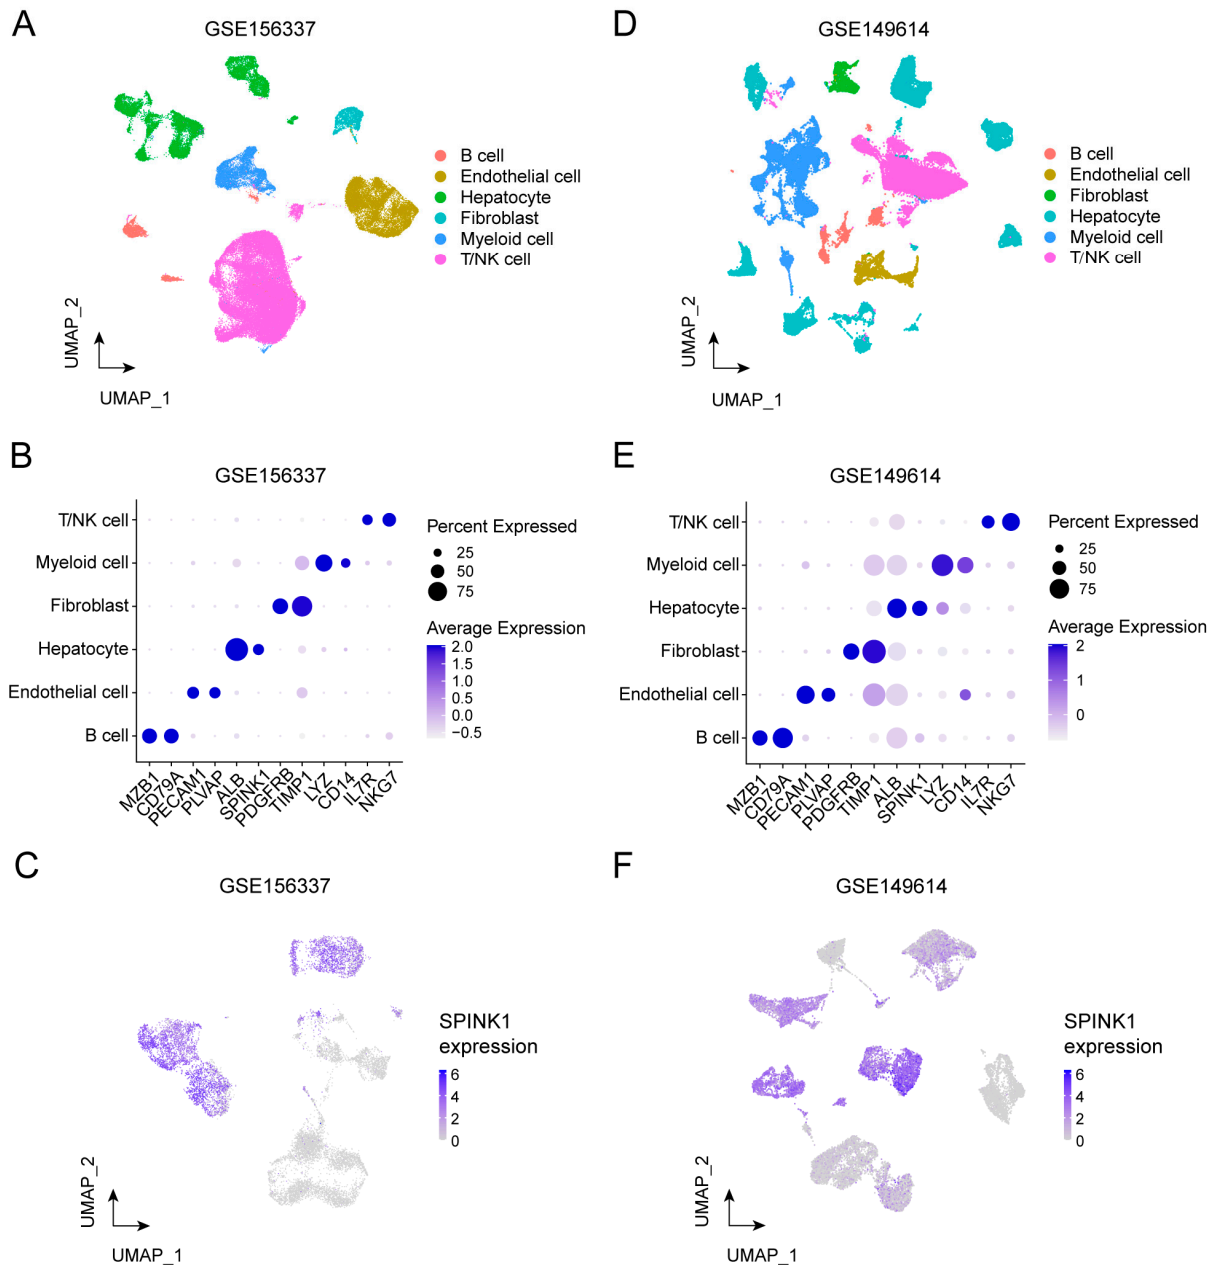 A
GSE156337
B cell
Endothelial cell
Hepatocyte
Fibroblast
Myeloid cell
T/NK cell
UMAP_2
UMAP_1
D
GSE149614
B cell
Endothelial cell
Fibroblast
Hepatocyte
Myeloid cell
T/NK cell
UMAP_2
UMAP_1
B
GSE156337
T/NK cell
Myeloid cell
Fibroblast
Hepatocyte
Endothelial cell
B cell
MZB1
CD79A
PECAM1
PLVAP
ALB
SPINK1
PDGFRB
TIMP1
LYZ
CD14
IL7R
NKG7
Percent Expressed
25
50
75
Average Expression
2.0
1.5
1.0
0.5
0.0
−0.5
E
GSE149614
T/NK cell
Myeloid cell
Hepatocyte
Fibroblast
Endothelial cell
B cell
MZB1
CD79A
PECAM1
PLVAP
PDGFRB
TIMP1
ALB
SPINK1
LYZ
CD14
IL7R
NKG7
Percent Expressed
25
50
75
Average Expression
2
1
0
C
GSE156337
SPINK1
expression
6
4
2
0
UMAP_2
UMAP_1
F
GSE149614
SPINK1
expression
6
4
2
0
UMAP_2
UMAP_1